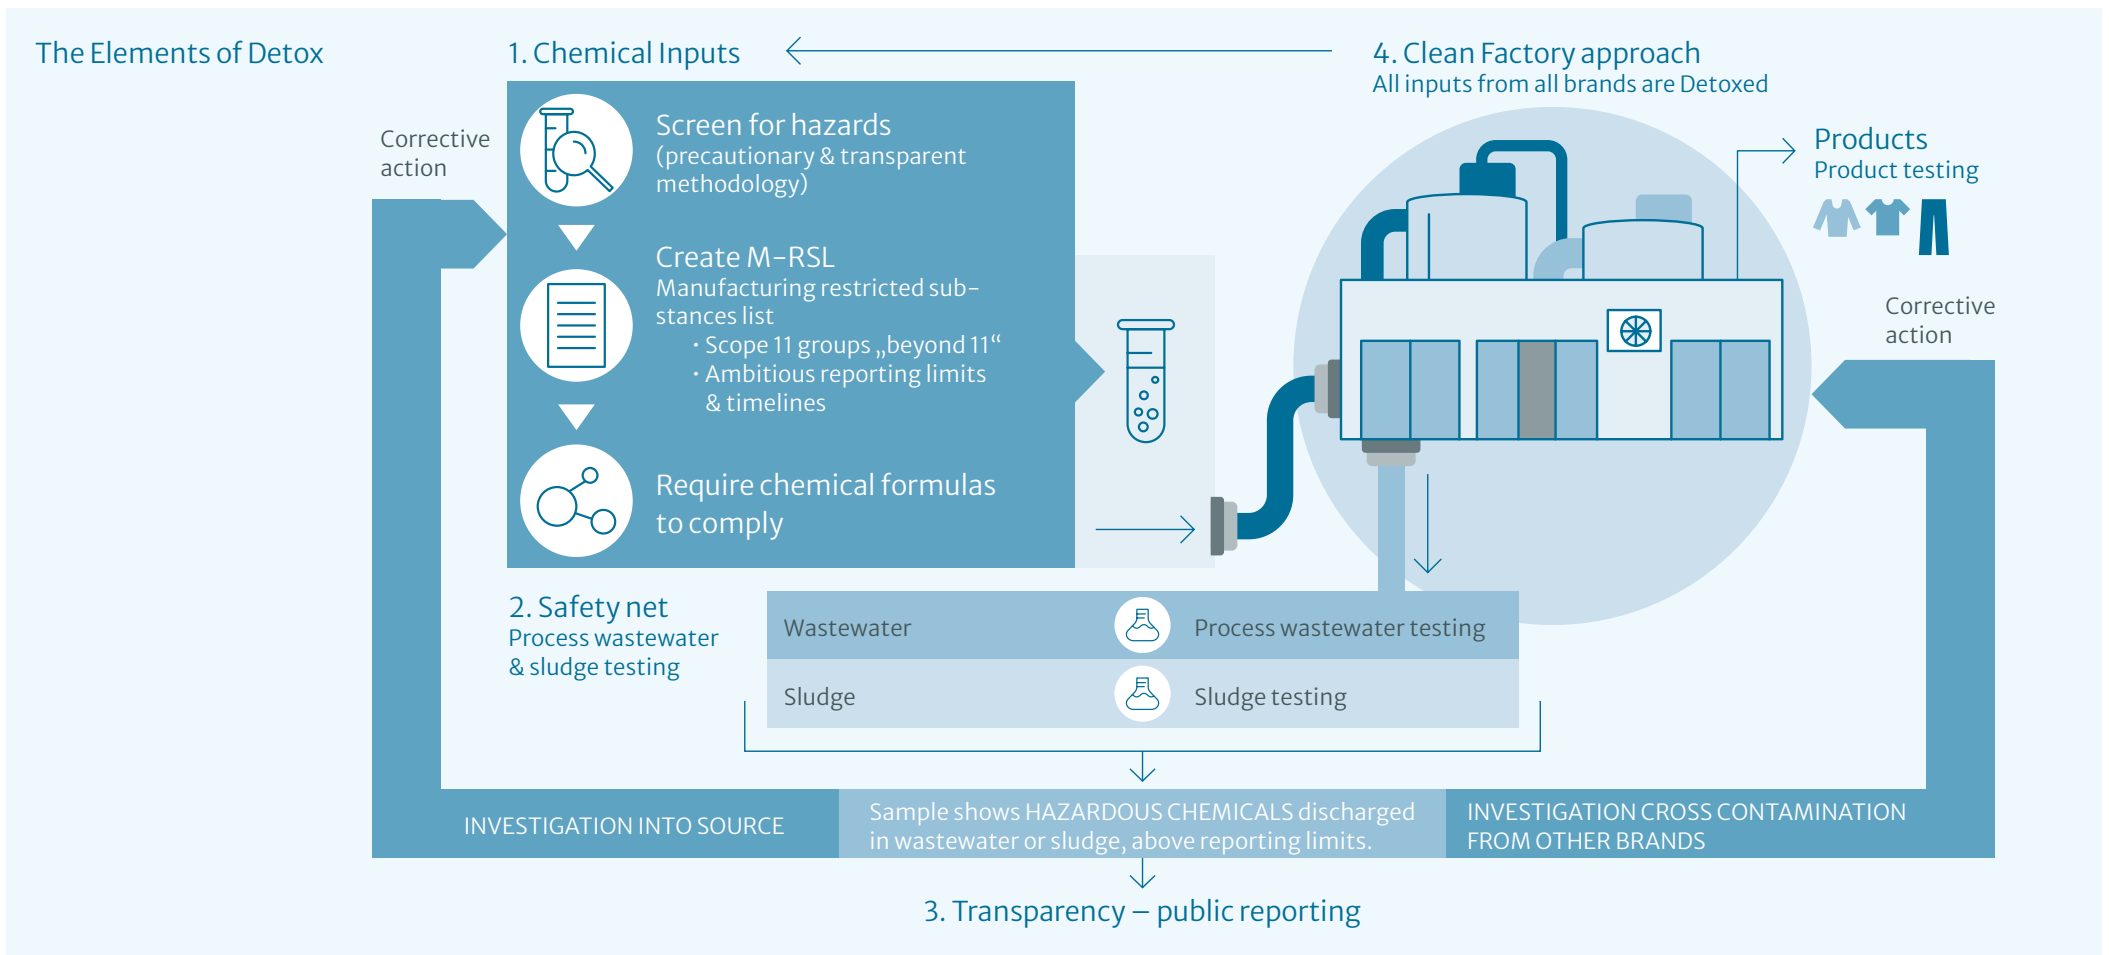 The Elements of Detox
1. Chemical Inputs
4. Clean Factory approach
All inputs from all brands are Detoxed
Corrective
action
Screen for hazards
(precautionary & transparent
methodology)
Create M-RSL
Manufacturing restricted sub-
stances list
· Scope 11 groups „beyond 11“
· Ambitious reporting limits
& timelines
Require chemical formulas
to comply
Products
Product testing
Corrective
action
2. Safety net
Process wastewater
& sludge testing
Wastewater
Process wastewater testing
Sludge
Sludge testing
INVESTIGATION INTO SOURCE
Sample shows HAZARDOUS CHEMICALS discharged
in wastewater or sludge, above reporting limits.
INVESTIGATION CROSS CONTAMINATION
FROM OTHER BRANDS
3. Transparency – public reporting